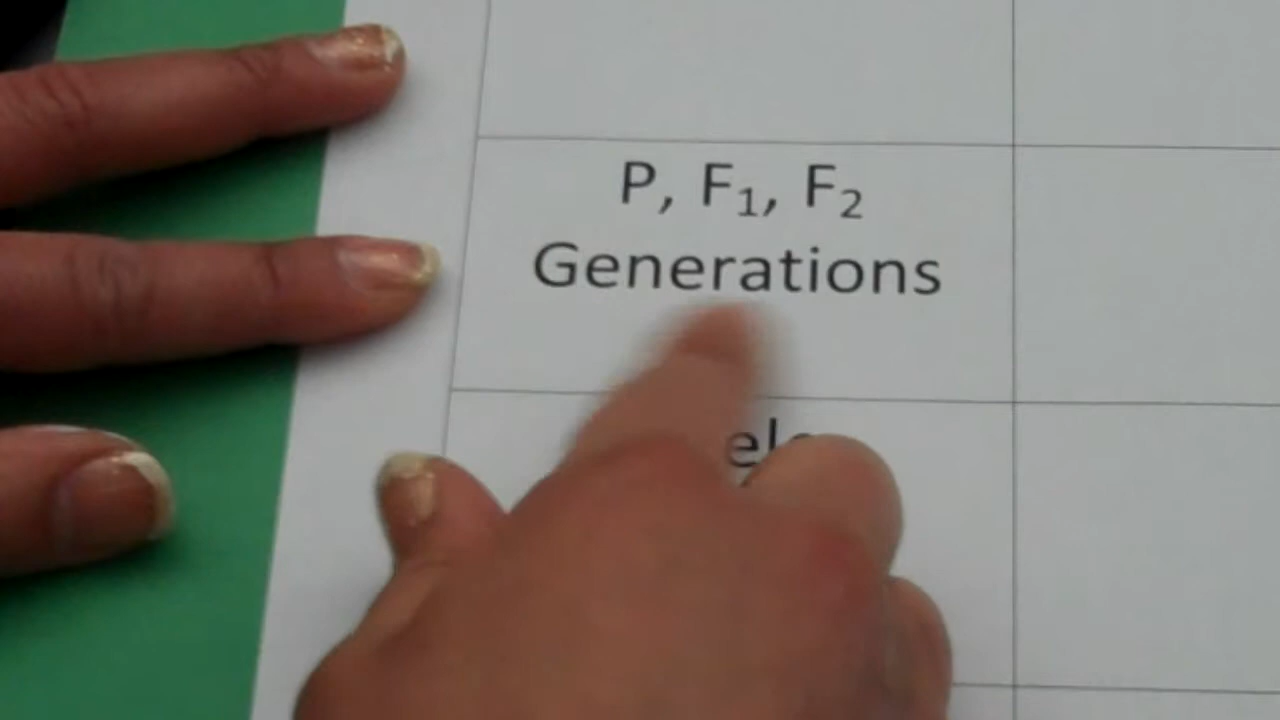 P, F₁, F₂
Generations